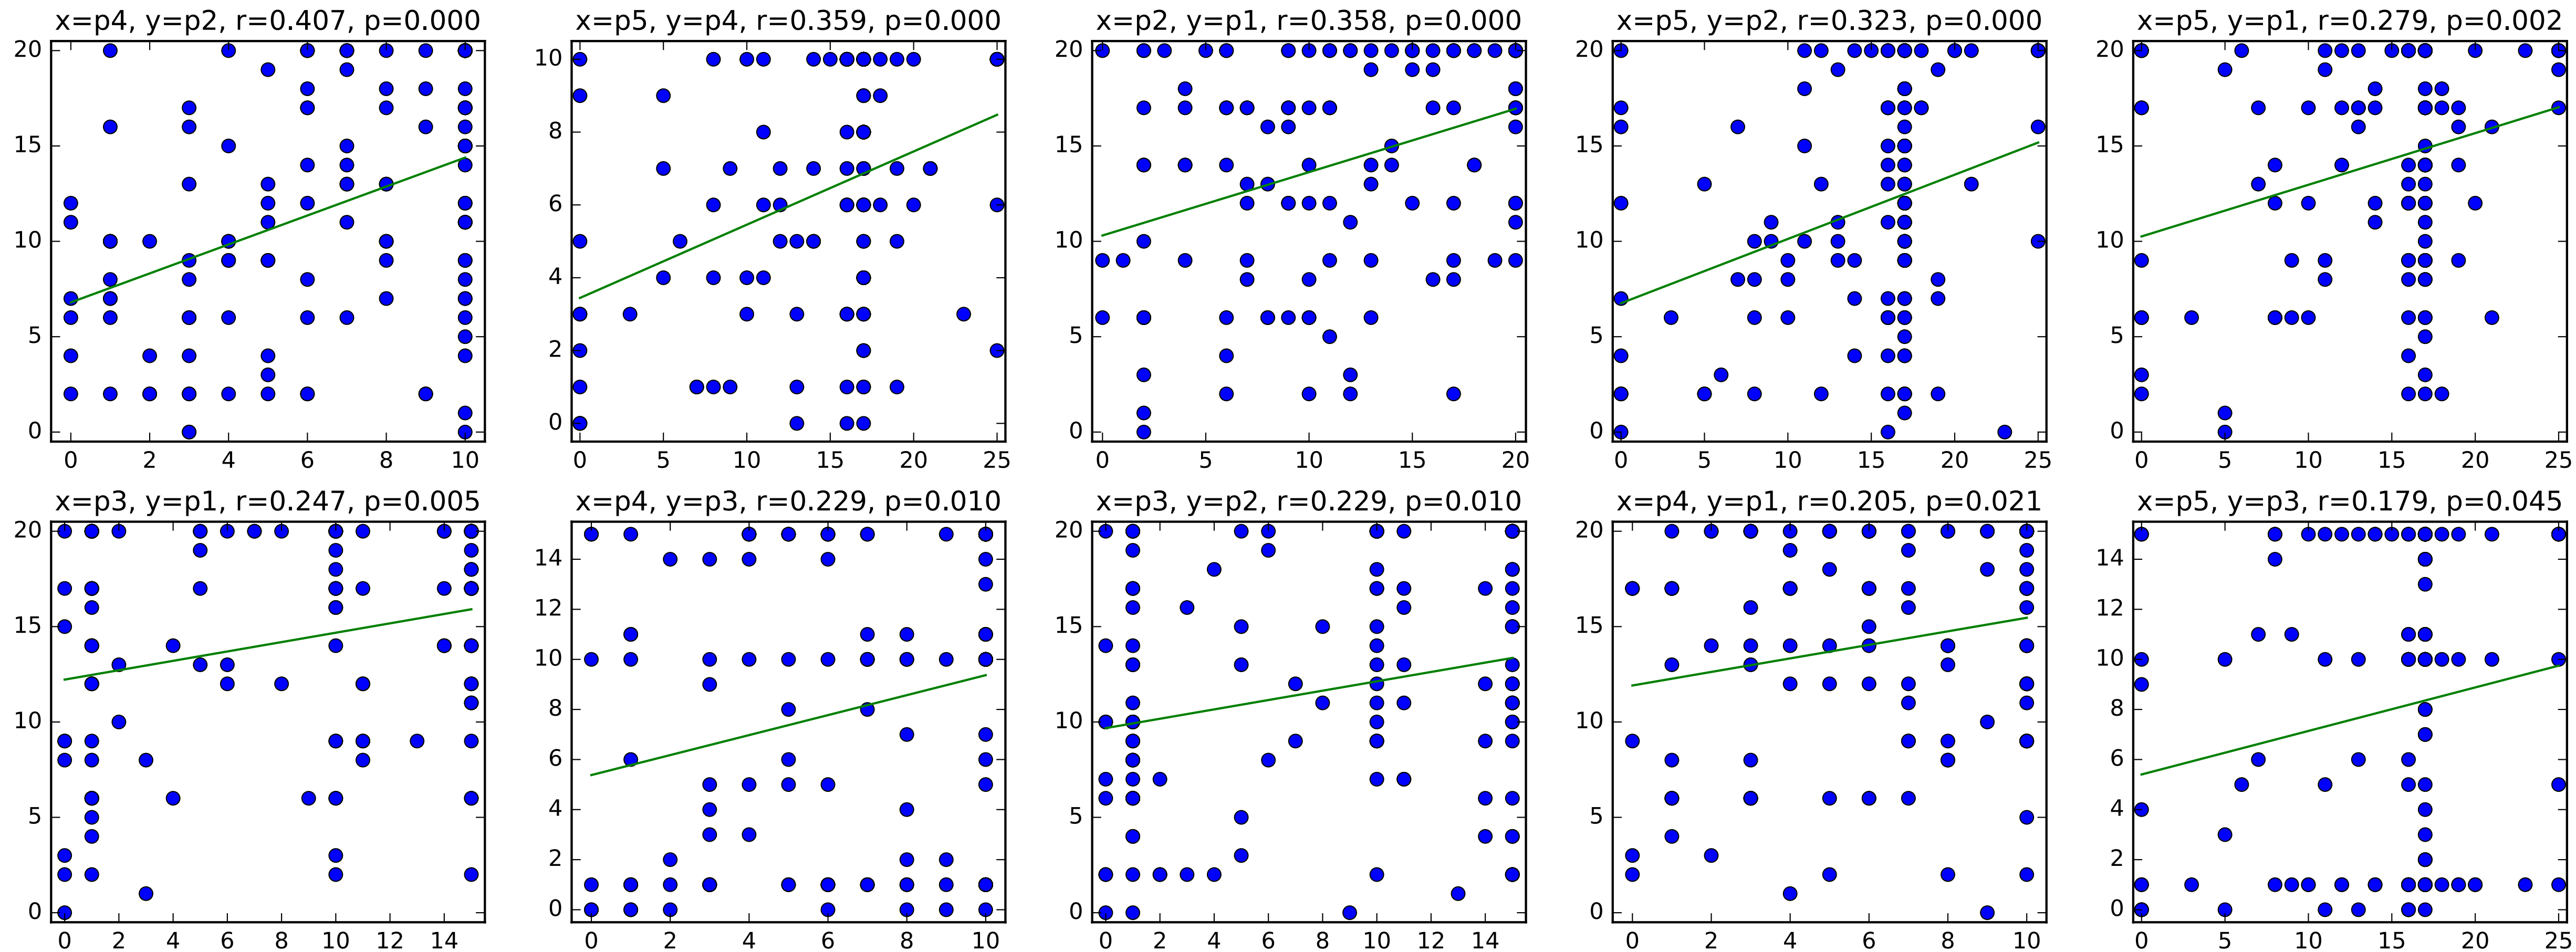 x=p4, y=p2, r=0.407, p=0.000
20
15
10
5
0
0 2 4 6 8 10
x=p5, y=p4, r=0.359, p=0.000
10
8
6
4
2
0
0 5 10 15 20 25
x=p2, y=p1, r=0.358, p=0.000
20
15
10
5
0
0 5 10 15 20
x=p5, y=p2, r=0.323, p=0.000
20
15
10
5
0
0 5 10 15 20 25
x=p5, y=p1, r=0.279, p=0.002
20
15
10
5
0
0 5 10 15 20 25
x=p3, y=p1, r=0.247, p=0.005
20
15
10
5
0
0 2 4 6 8 10 12 14
x=p4, y=p3, r=0.229, p=0.010
14
12
10
8
6
4
2
0
0 2 4 6 8 10
x=p3, y=p2, r=0.229, p=0.010
20
15
10
5
0
0 2 4 6 8 10 12 14
x=p4, y=p1, r=0.205, p=0.021
20
15
10
5
0
0 2 4 6 8 10
x=p5, y=p3, r=0.179, p=0.045
14
12
10
8
6
4
2
0
0 5 10 15 20 25